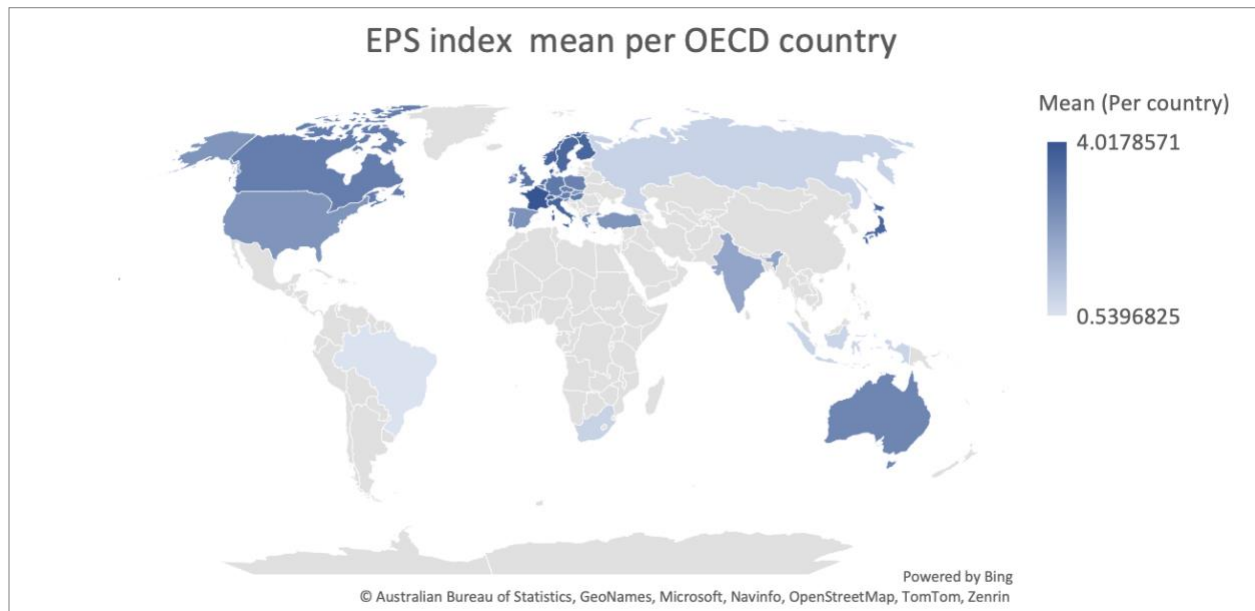 EPS index mean per OECD country
Mean (Per country)
4.0178571
0.5396825
Powered by Bing
© Australian Bureau of Statistics, GeoNames, Microsoft, Navinfo, OpenStreetMap, TomTom, Zenrin